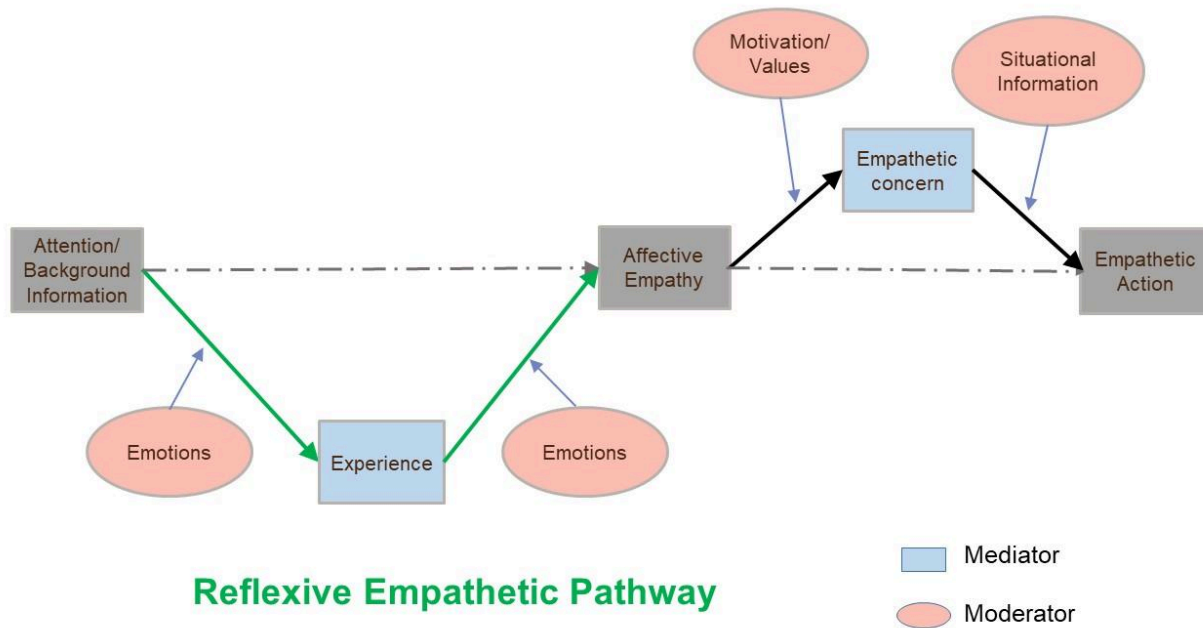 Motivation/
Values
Situational
Information
Empathetic
concern
Attention/
Background
Information
Affective
Empathy
Empathetic
Action
Emotions
Experience
Emotions
Reflexive Empathetic Pathway
Mediator
Moderator